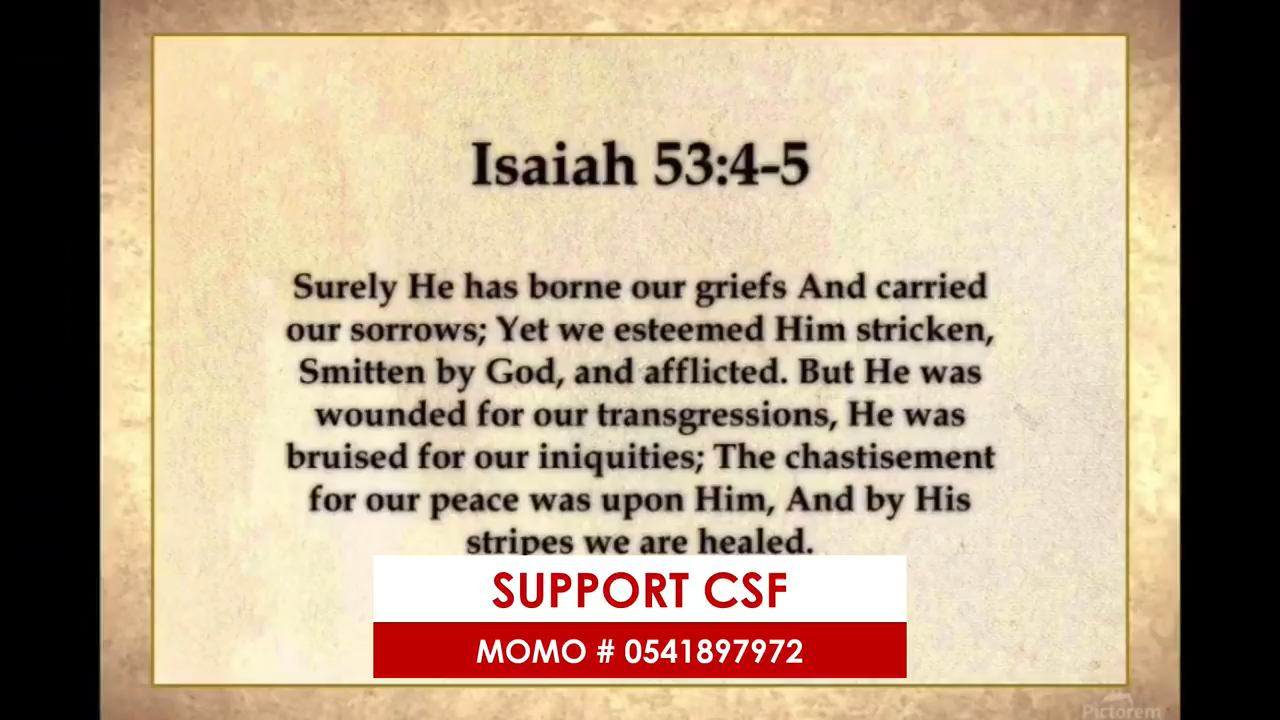 Isaiah 53:4-5
Surely He has borne our griefs And carried
our sorrows; Yet we esteemed Him stricken,
Smitten by God, and afflicted. But He was
wounded for our transgressions, He was
bruised for our iniquities; The chastisement
for our peace was upon Him, And by His
stripes we are healed.
SUPPORT CSF
MOMO # 0541897972
Pictorem